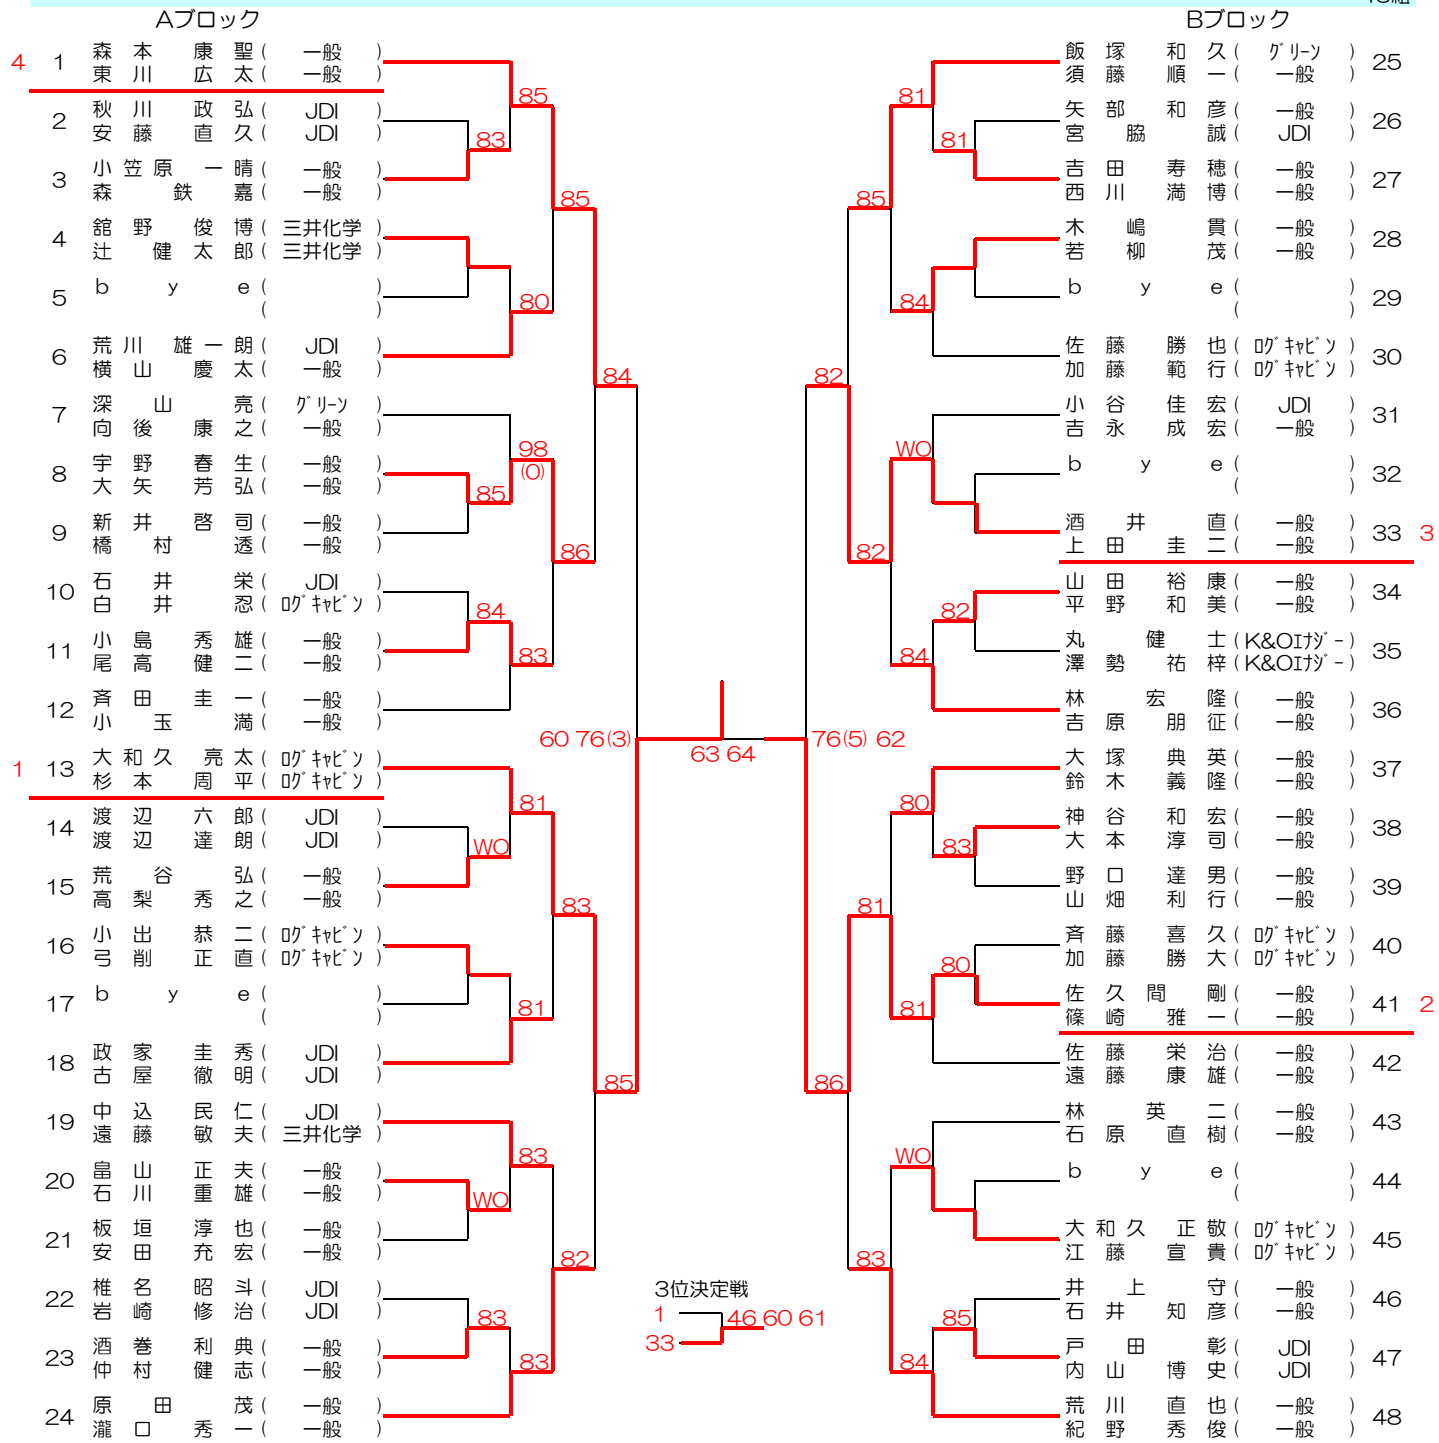 Aブロック
Bブロック
4 1 森本 康聖( 一般 )
東川 広太( 一般 )
2 秋川 政弘( JDI )
安藤 直久( JDI )
83
3 小笠原 一晴( 一般 )
森 鉄嘉( 一般 )
85
4 舘野 俊博( 三井化学 )
辻 健太郎( 三井化学 )
5 bye( )
( )
80
6 荒川 雄一朗( JDI )
横山 慶太( 一般 )
85
7 深山 亮( グリーン )
向後 康之( 一般 )
8 宇野 春生( 一般 )
大矢 芳弘( 一般 )
85
9 新井 啓司( 一般 )
橋村 透( 一般 )
98
(0)
10 石井 栄( JDI )
白井 忍( ログキャビン )
84
11 小島 秀雄( 一般 )
尾高 健二( 一般 )
83
12 斉田 圭一( 一般 )
小玉 満( 一般 )
86
84
1 13 大和久 亮太( ログキャビン )
杉本 周平( ログキャビン )
14 渡辺 六郎( JDI )
渡辺 達朗( JDI )
WO
15 荒谷 弘( 一般 )
高梨 秀之( 一般 )
81
16 小出 恭二( ログキャビン )
弓削 正直( ログキャビン )
17 bye( )
( )
81
18 政家 圭秀( JDI )
古屋 徹明( JDI )
83
19 中込 民仁( JDI )
遠藤 敏夫( 三井化学 )
20 畠山 正夫( 一般 )
石川 重雄( 一般 )
WO
21 板垣 淳也( 一般 )
安田 充宏( 一般 )
83
22 椎名 昭斗( JDI )
岩崎 修治( JDI )
83
23 酒巻 利典( 一般 )
仲村 健志( 一般 )
83
24 原田 茂( 一般 )
瀧口 秀一( 一般 )
82
85
60 76(3)
63 64
76(5) 62
3位決定戦
1
33
46 60 61
飯塚 和久( グリーン ) 25
須藤 順一( 一般 )
矢部 和彦( 一般 ) 26
宮脇 誠( JDI )
81
吉田 寿穂( 一般 ) 27
西川 満博( 一般 )
81
木嶋 貫( 一般 ) 28
若柳 茂( 一般 )
bye( ) 29
( )
84
佐藤 勝也( ログキャビン ) 30
加藤 範行( ログキャビン )
85
小谷 佳宏( JDI ) 31
吉永 成宏( 一般 )
bye( ) 32
( )
WO
酒井 直( 一般 ) 33 3
上田 圭二( 一般 )
山田 裕康( 一般 ) 34
平野 和美( 一般 )
82
丸 健士(K&Oエナジー) 35
澤勢 祐梓(K&Oエナジー)
84
林 宏隆( 一般 ) 36
吉原 朋征( 一般 )
82
82
大塚 典英( 一般 ) 37
鈴木 義隆( 一般 )
神谷 和宏( 一般 ) 38
大本 淳司( 一般 )
83
野口 達男( 一般 ) 39
山畑 利行( 一般 )
80
斉藤 喜久( ログキャビン ) 40
加藤 勝大( ログキャビン )
80
佐久間 剛( 一般 ) 41 2
篠崎 雅一( 一般 )
81
佐藤 栄治( 一般 ) 42
遠藤 康雄( 一般 )
81
林 英二( 一般 ) 43
石原 直樹( 一般 )
bye( ) 44
( )
WO
大和久 正敬( ログキャビン ) 45
江藤 宣貴( ログキャビン )
井上 守( 一般 ) 46
石井 知彦( 一般 )
85
戸田 彰( JDI ) 47
内山 博史( JDI )
84
荒川 直也( 一般 ) 48
紀野 秀俊( 一般 )
83
86